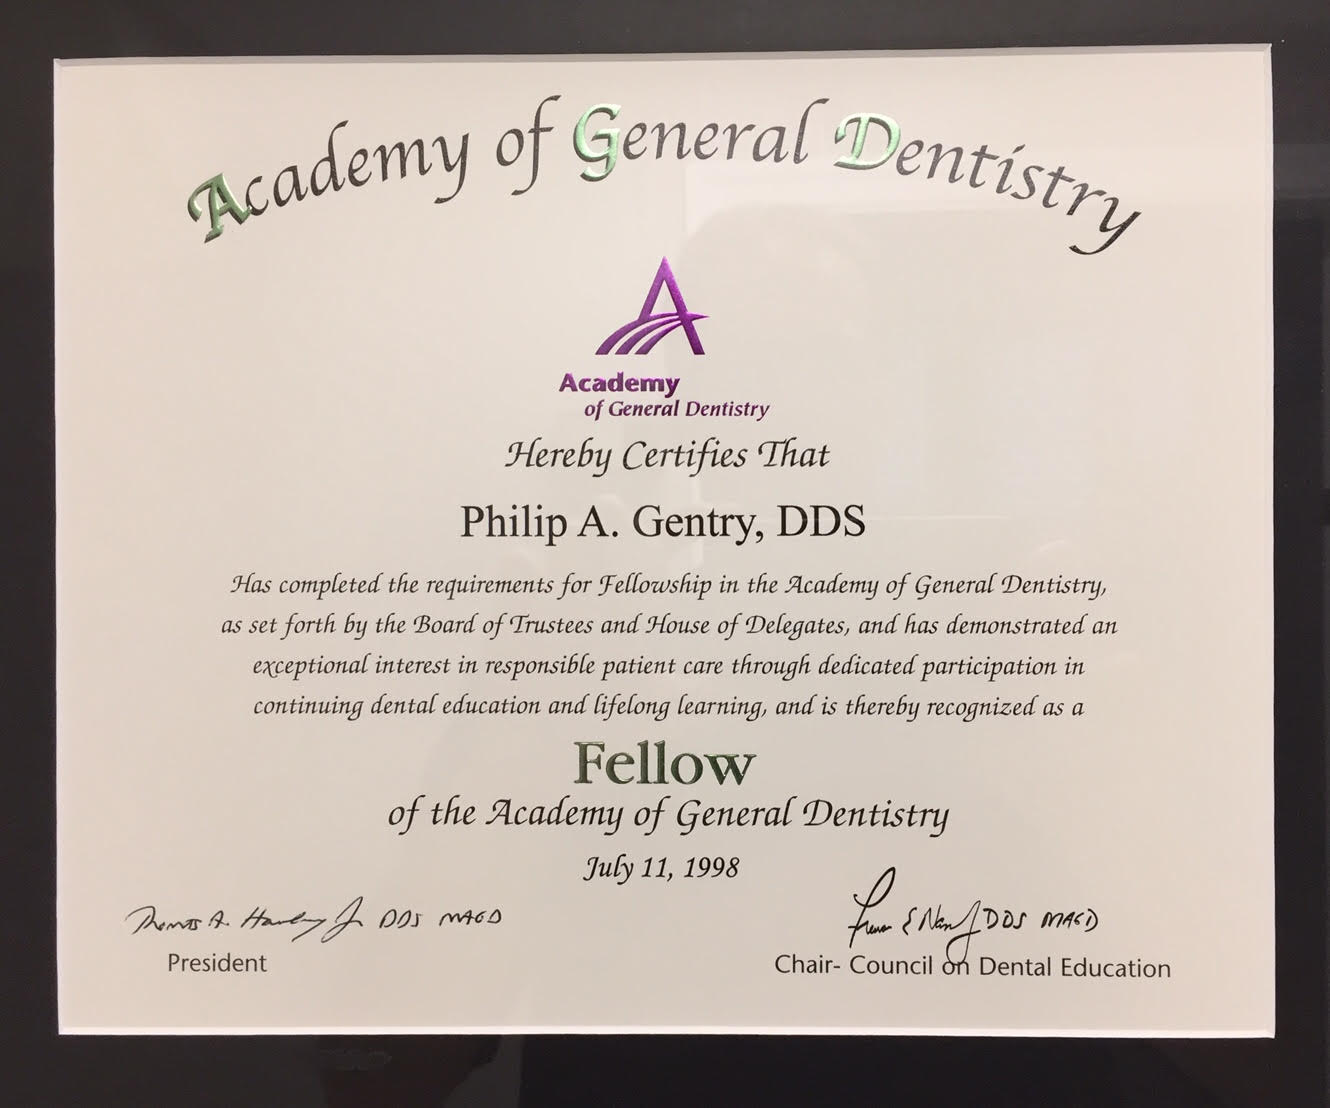 Academy of General Dentistry
Academy
of General Dentistry
Hereby Certifies That
Philip A. Gentry, DDS
Has completed the requirements for Fellowship in the Academy of General Dentistry,
as set forth by the Board of Trustees and House of Delegates, and has demonstrated an
exceptional interest in responsible patient care through dedicated participation in
continuing dental education and lifelong learning, and is thereby recognized as a
Fellow
of the Academy of General Dentistry
July 11, 1998
Thomas A. Jr DDS MAGD
DDS MAGD
President
Chair- Council on Dental Education